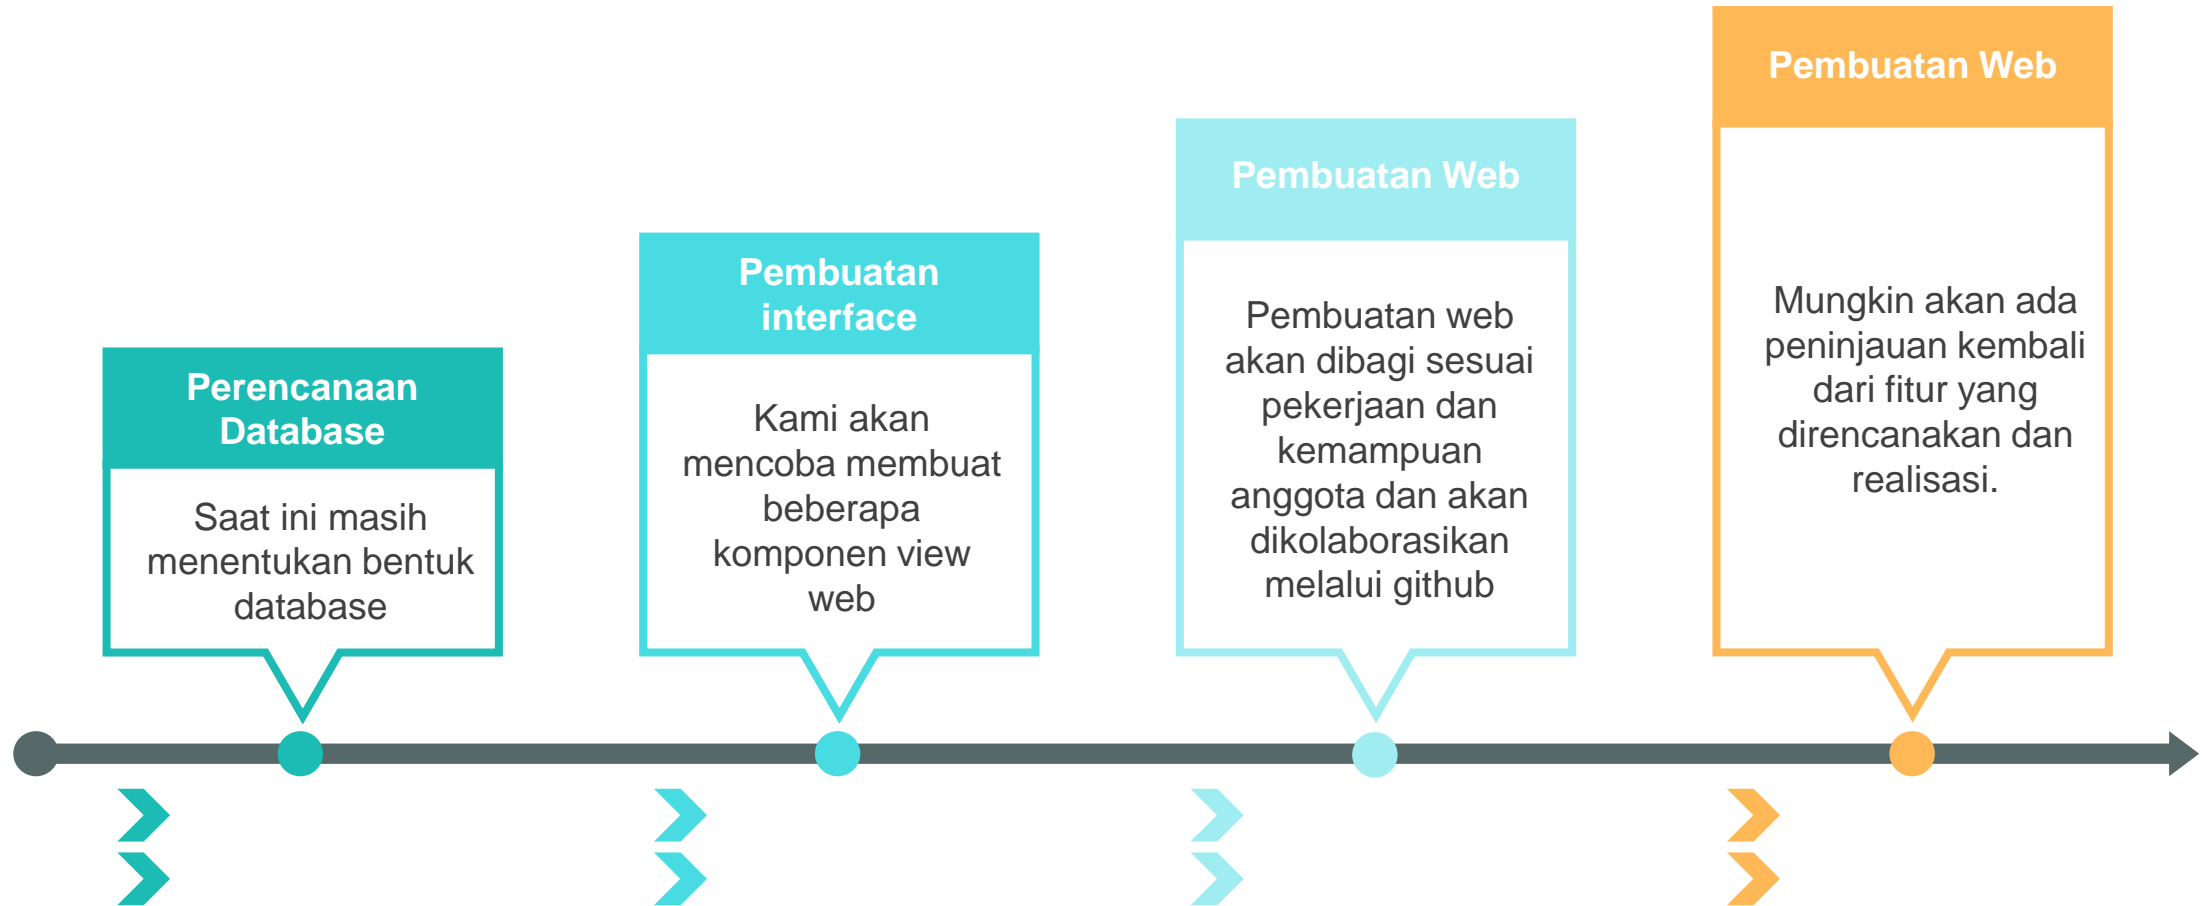 Perencanaan
Database
Saat ini masih
menentukan bentuk
database
Pembuatan
interface
Kami akan
mencoba membuat
beberapa
komponen view
web
Pembuatan Web
Pembuatan web
akan dibagi sesuai
pekerjaan dan
kemampuan
anggota dan akan
dikolaborasikan
melalui github
Pembuatan Web
Mungkin akan ada
peninjauan kembali
dari fitur yang
direncanakan dan
realisasi.